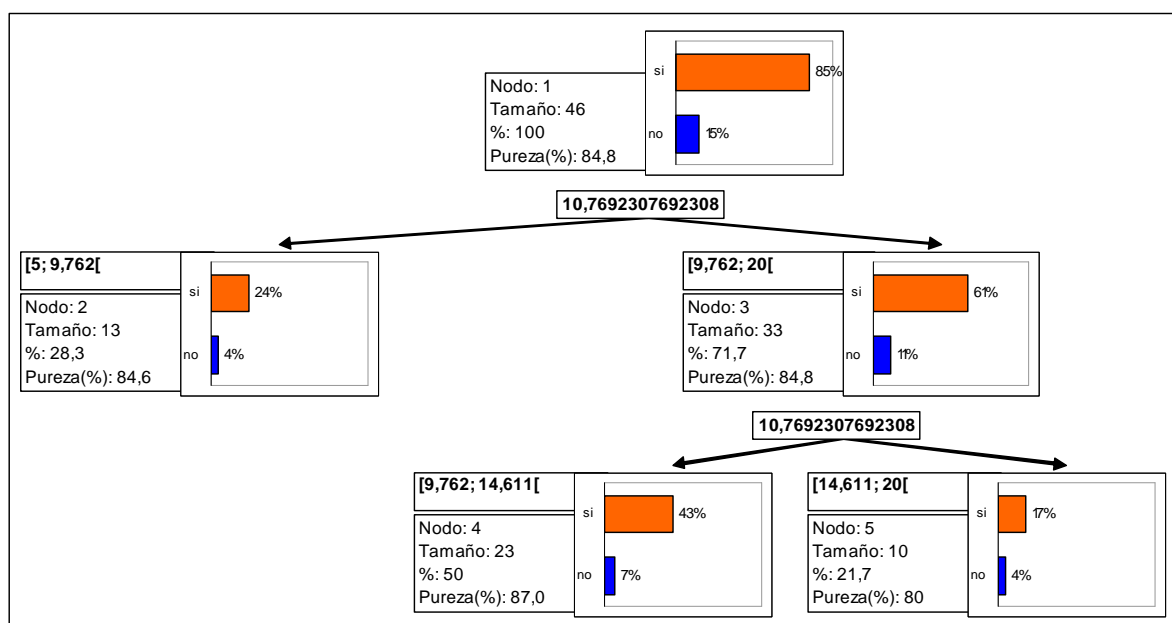 si
85%
no
15%
Nodo: 1
Tamaño: 46
%: 100
Pureza(%): 84,8
10,7692307692308
[5; 9,762[
si
24%
no
4%
Nodo: 2
Tamaño: 13
%: 28,3
Pureza(%): 84,6
[9,762; 20[
si
61%
no
11%
Nodo: 3
Tamaño: 33
%: 71,7
Pureza(%): 84,8
10,7692307692308
[9,762; 14,611[
si
43%
no
7%
Nodo: 4
Tamaño: 23
%: 50
Pureza(%): 87,0
[14,611; 20[
si
17%
no
4%
Nodo: 5
Tamaño: 10
%: 21,7
Pureza(%): 80